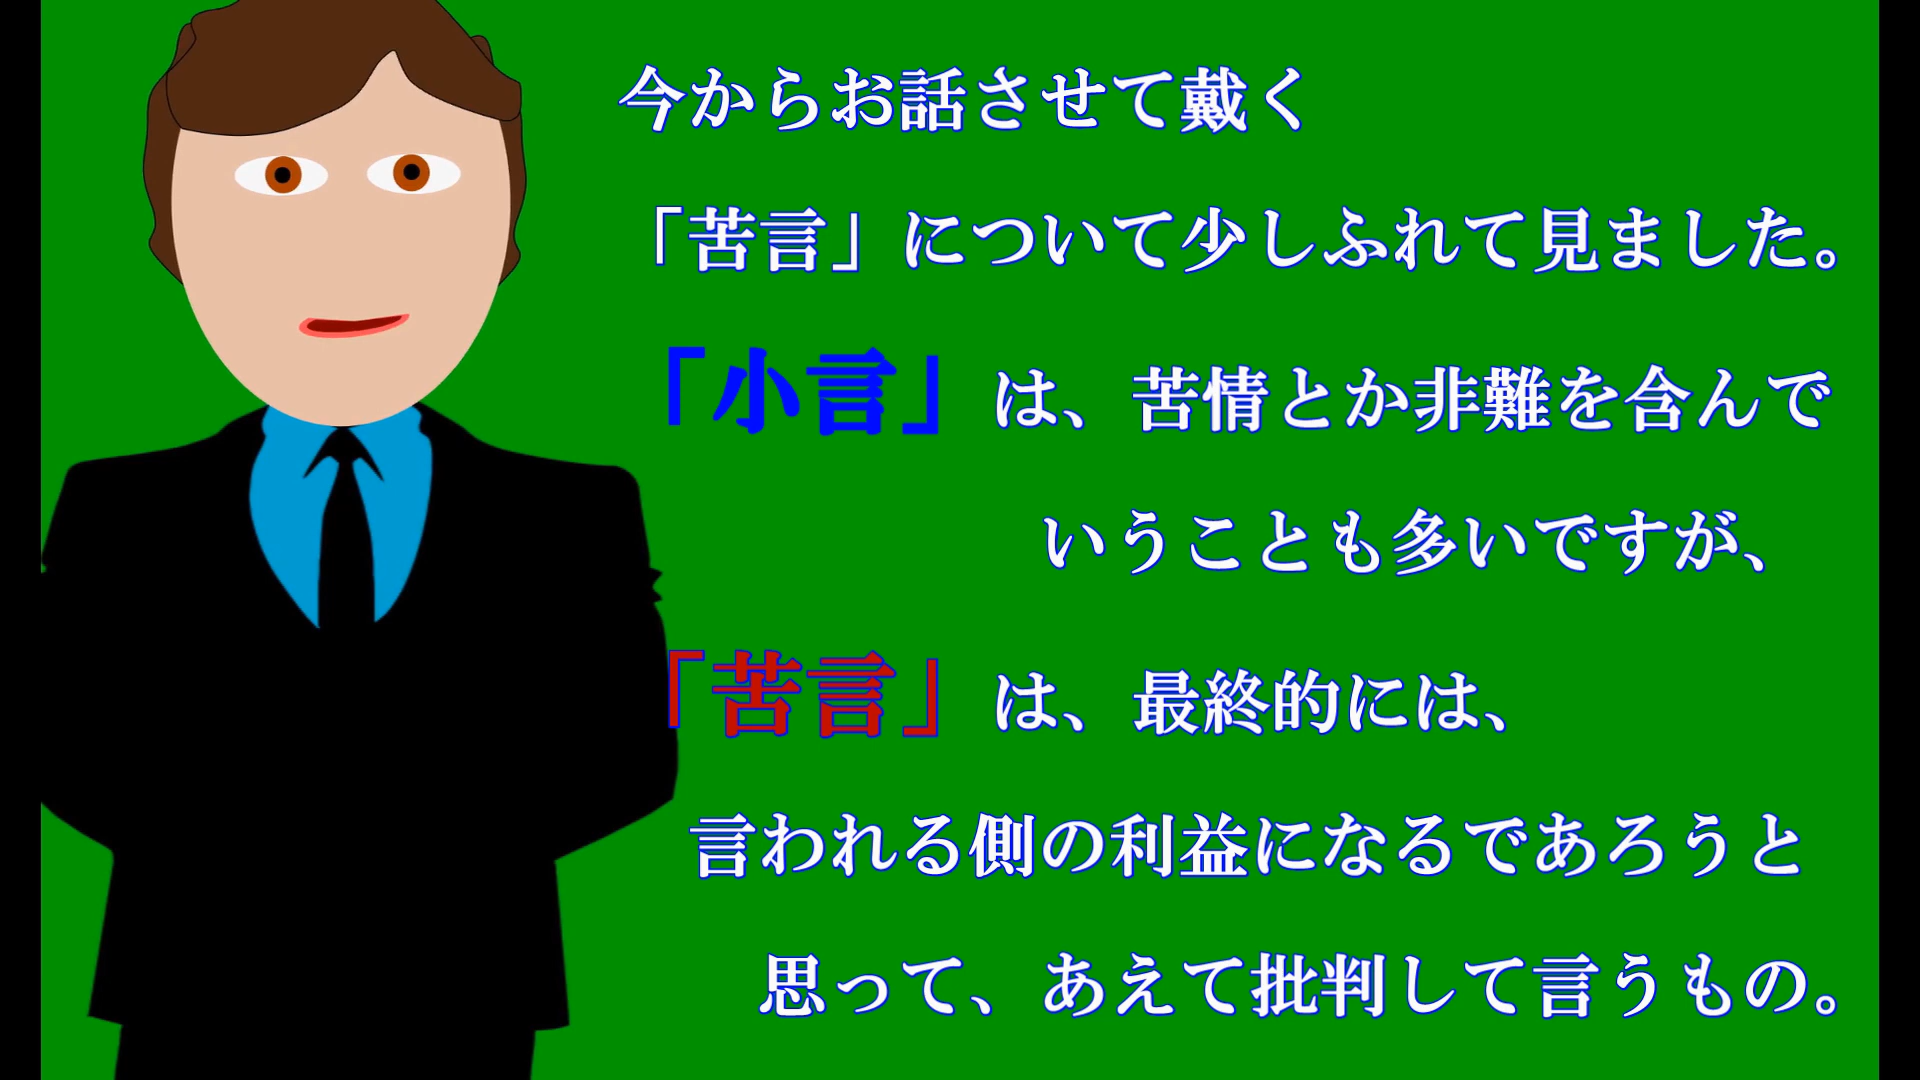 今からお話させて戴く
「苦言」について少しふれて見ました。
「小言」は、苦情とか非難を含んで
いうことも多いですが、
「苦言」は、最終的には、
言われる側の利益になるであろうと
思って、あえて批判して言うもの。